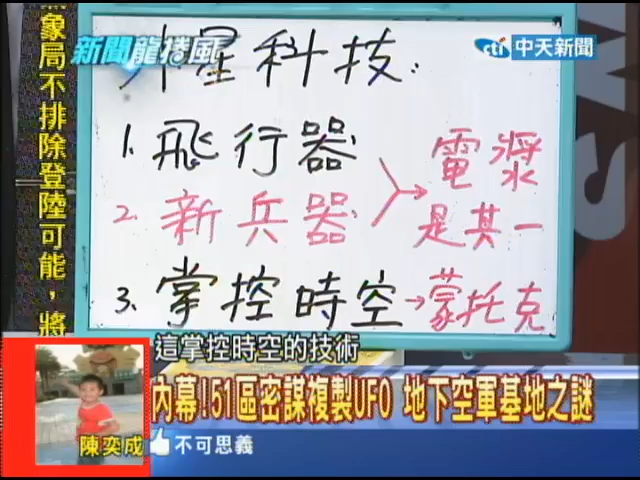 新聞龍捲風
中天新聞
外星科技:
1. 飛行器
2. 新兵器
電漿
是其一
3. 掌控時空→蒙托克
象局不排除登陸可能，將
這掌控時空的技術
內幕!51區密謀複製UFO 地下空軍基地之謎
陳奕成
不可思義